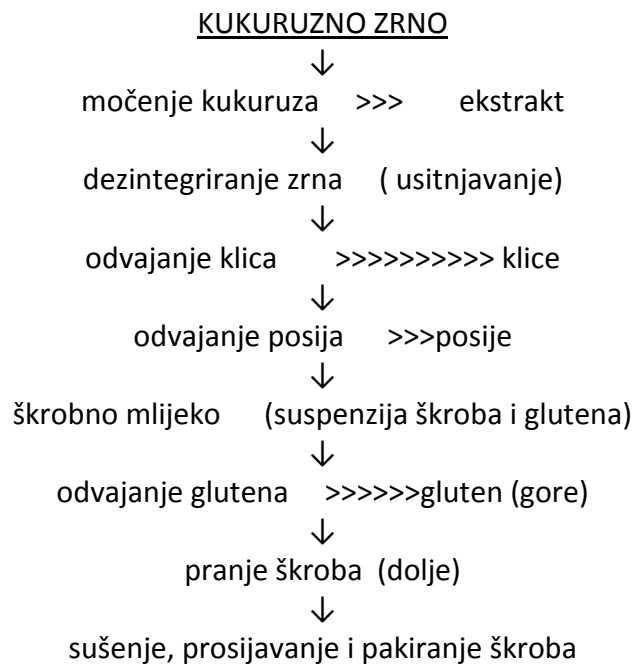 KUKURUZNO ZRNO
↓
močenje kukuruza >>> ekstrakt
↓
dezintegriranje zrna ( usitnjavanje)
↓
odvajanje klica >>>>>>>>>> klice
↓
odvajanje posija >>>posije
↓
škrobno mlijeko (suspenzija škroba i glutena)
↓
odvajanje glutena >>>>>>gluten (gore)
↓
pranje škroba (dolje)
↓
sušenje, prosijavanje i pakiranje škroba